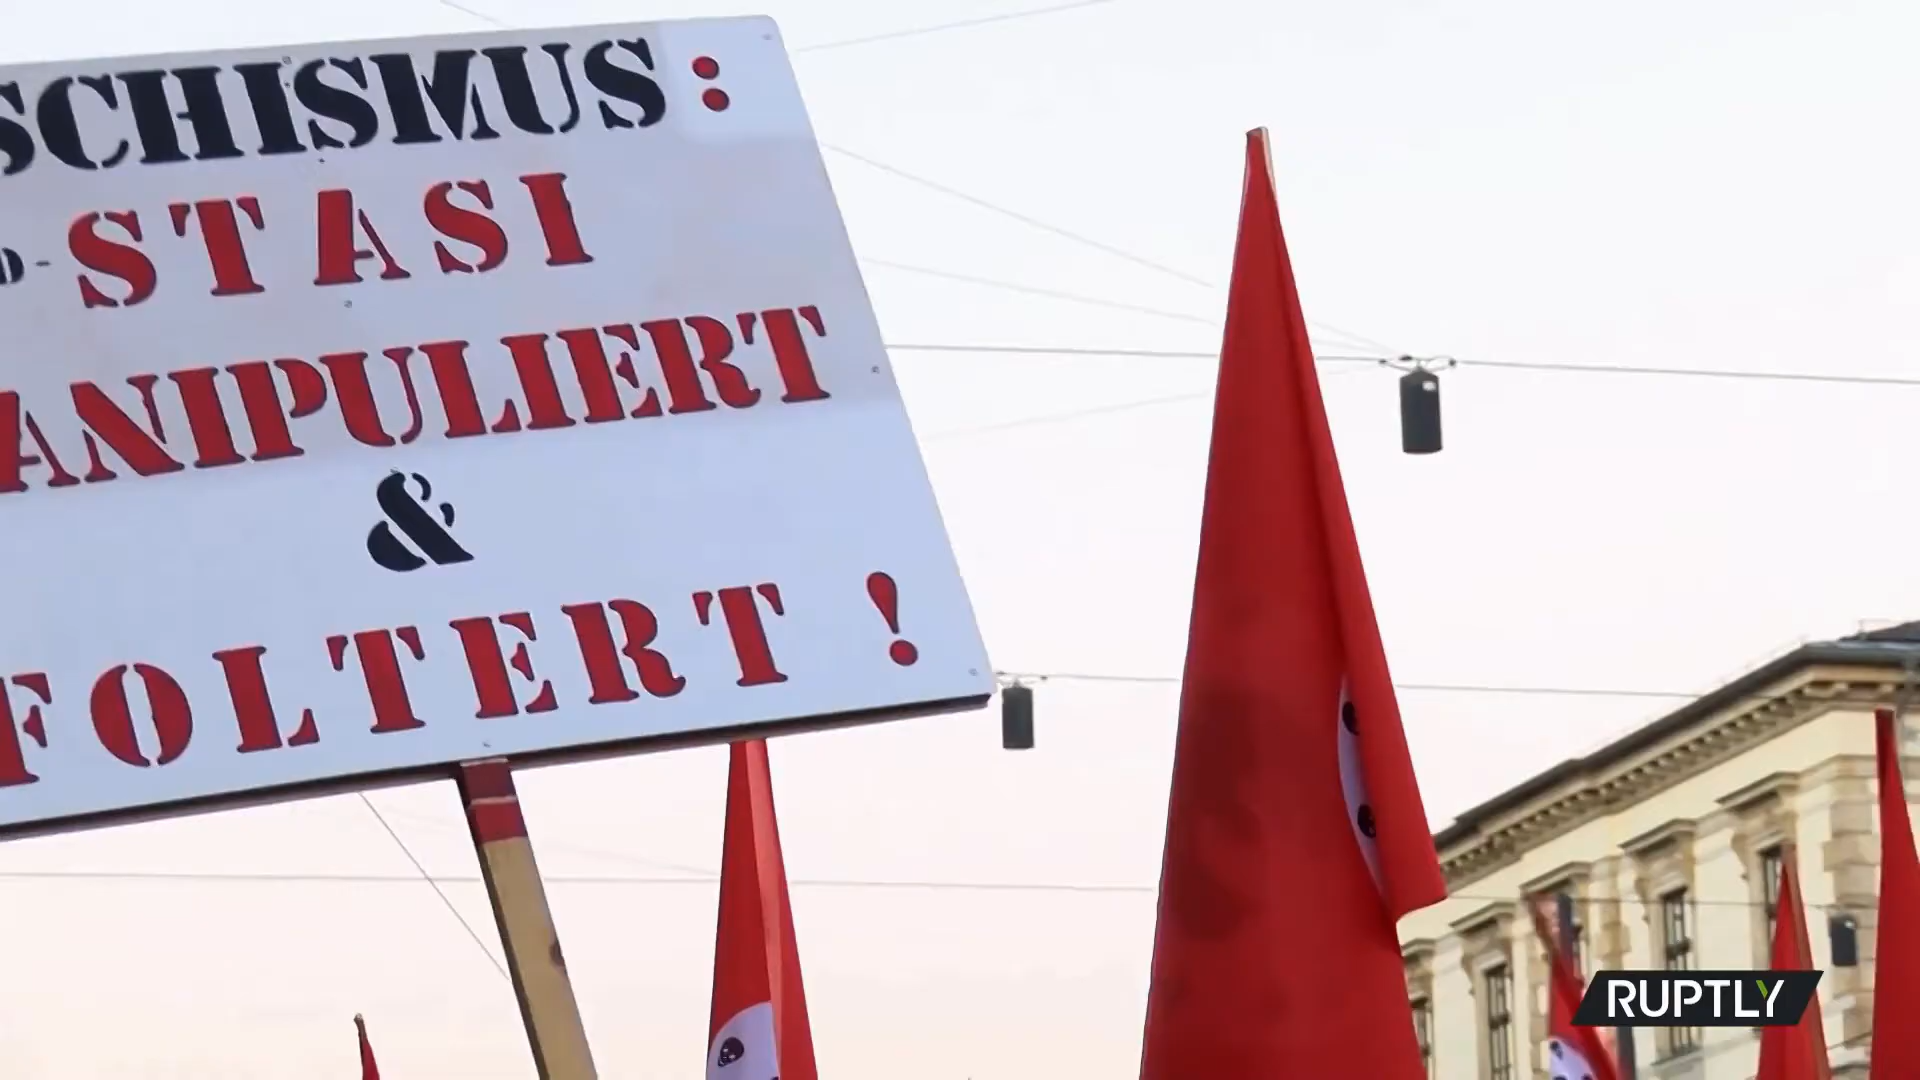 SCHISMUS:
D-STASI
ANIPULIERT
&
FOLTERT !
RUPTLY